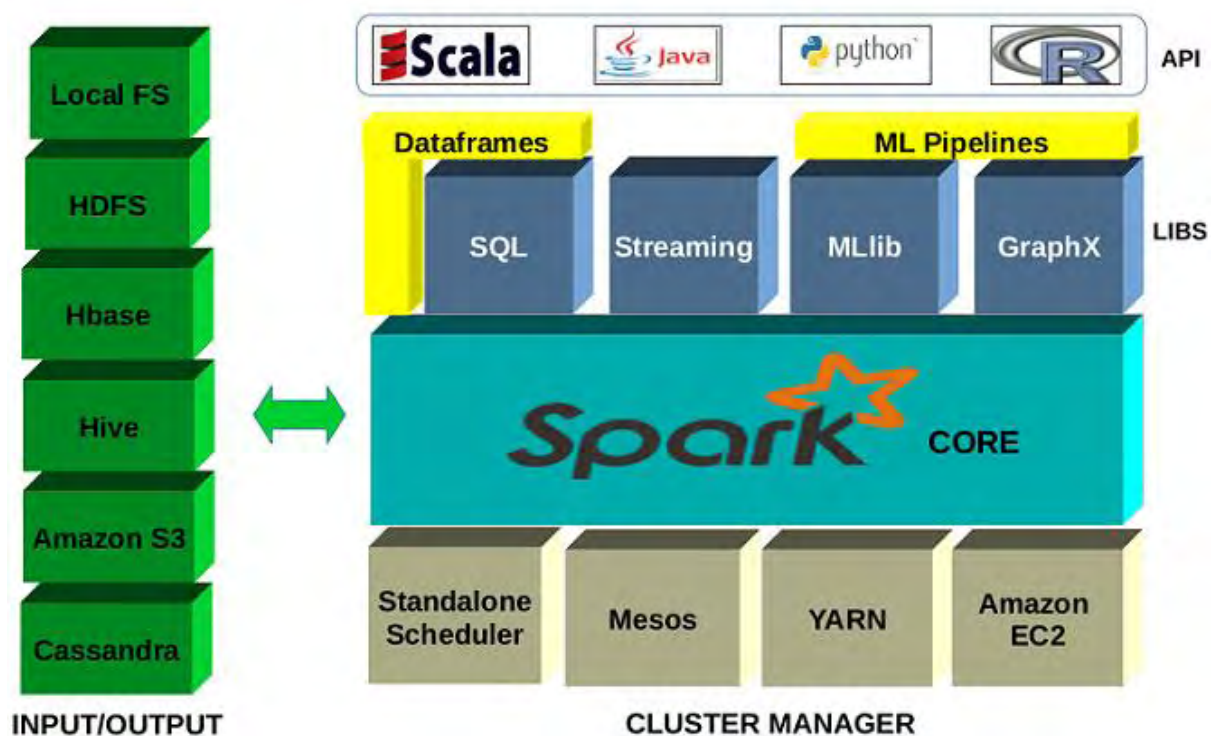 Local FS
HDFS
Hbase
Hive
Amazon S3
Cassandra
INPUT/OUTPUT
Scala
Java
python
R
API
Dataframes
ML Pipelines
SQL
Streaming
MLlib
GraphX
LIBS
Spark CORE
Standalone
Scheduler
Mesos
YARN
Amazon
EC2
CLUSTER MANAGER